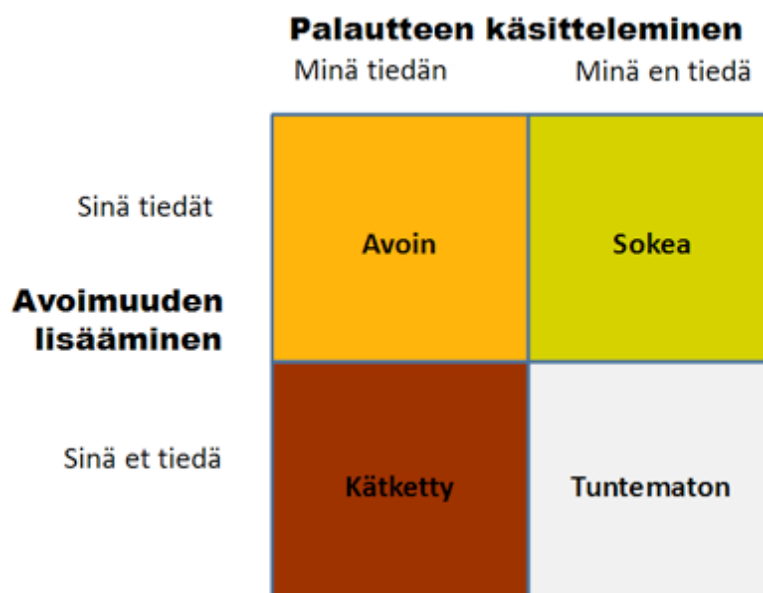 Palautteen käsitteleminen
Minä tiedän
Minä en tiedä
Sinä tiedät
Avoin
Sokea
Avoimuuden
lisääminen
Sinä et tiedä
Kätketty
Tuntematon